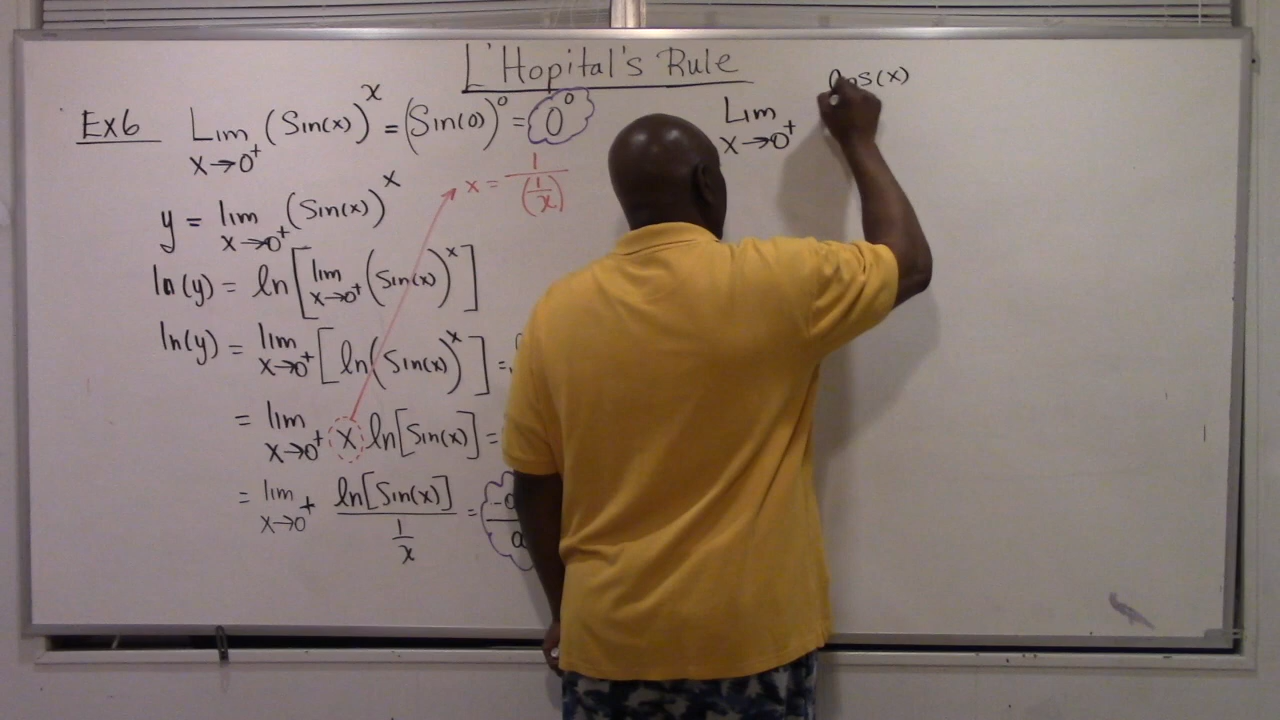 L'Hopital's Rule
Ex6 Lim x→0⁺ (Sin(x))^x = (Sin(0))^0 = 0^0
x = 1/(1/x)
y = lim x→0⁺ (Sin(x))^x
ln(y) = ln[lim x→0⁺ (Sin(x))^x]
ln(y) = lim x→0⁺ [ln(Sin(x))^x] =
= lim x→0⁺ x ln[Sin(x)] =
= lim x→0⁺ ln[Sin(x)] / (1/x) =
Lim x→0⁺